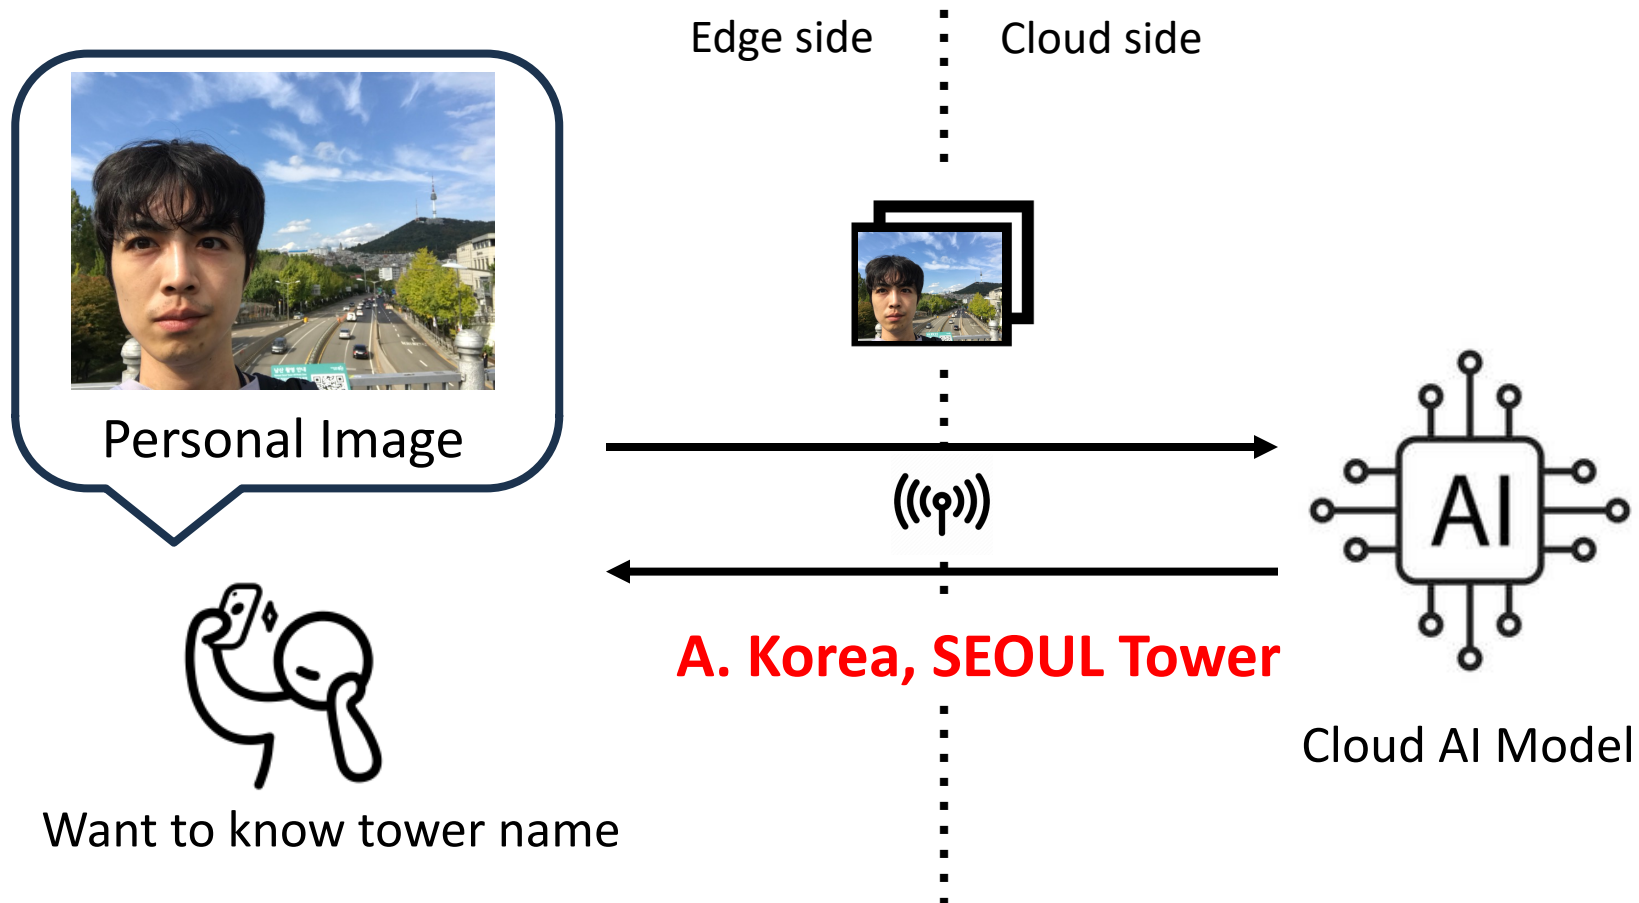 Edge side
Cloud side
Personal Image
AI
A. Korea, SEOUL Tower
Cloud AI Model
Want to know tower name